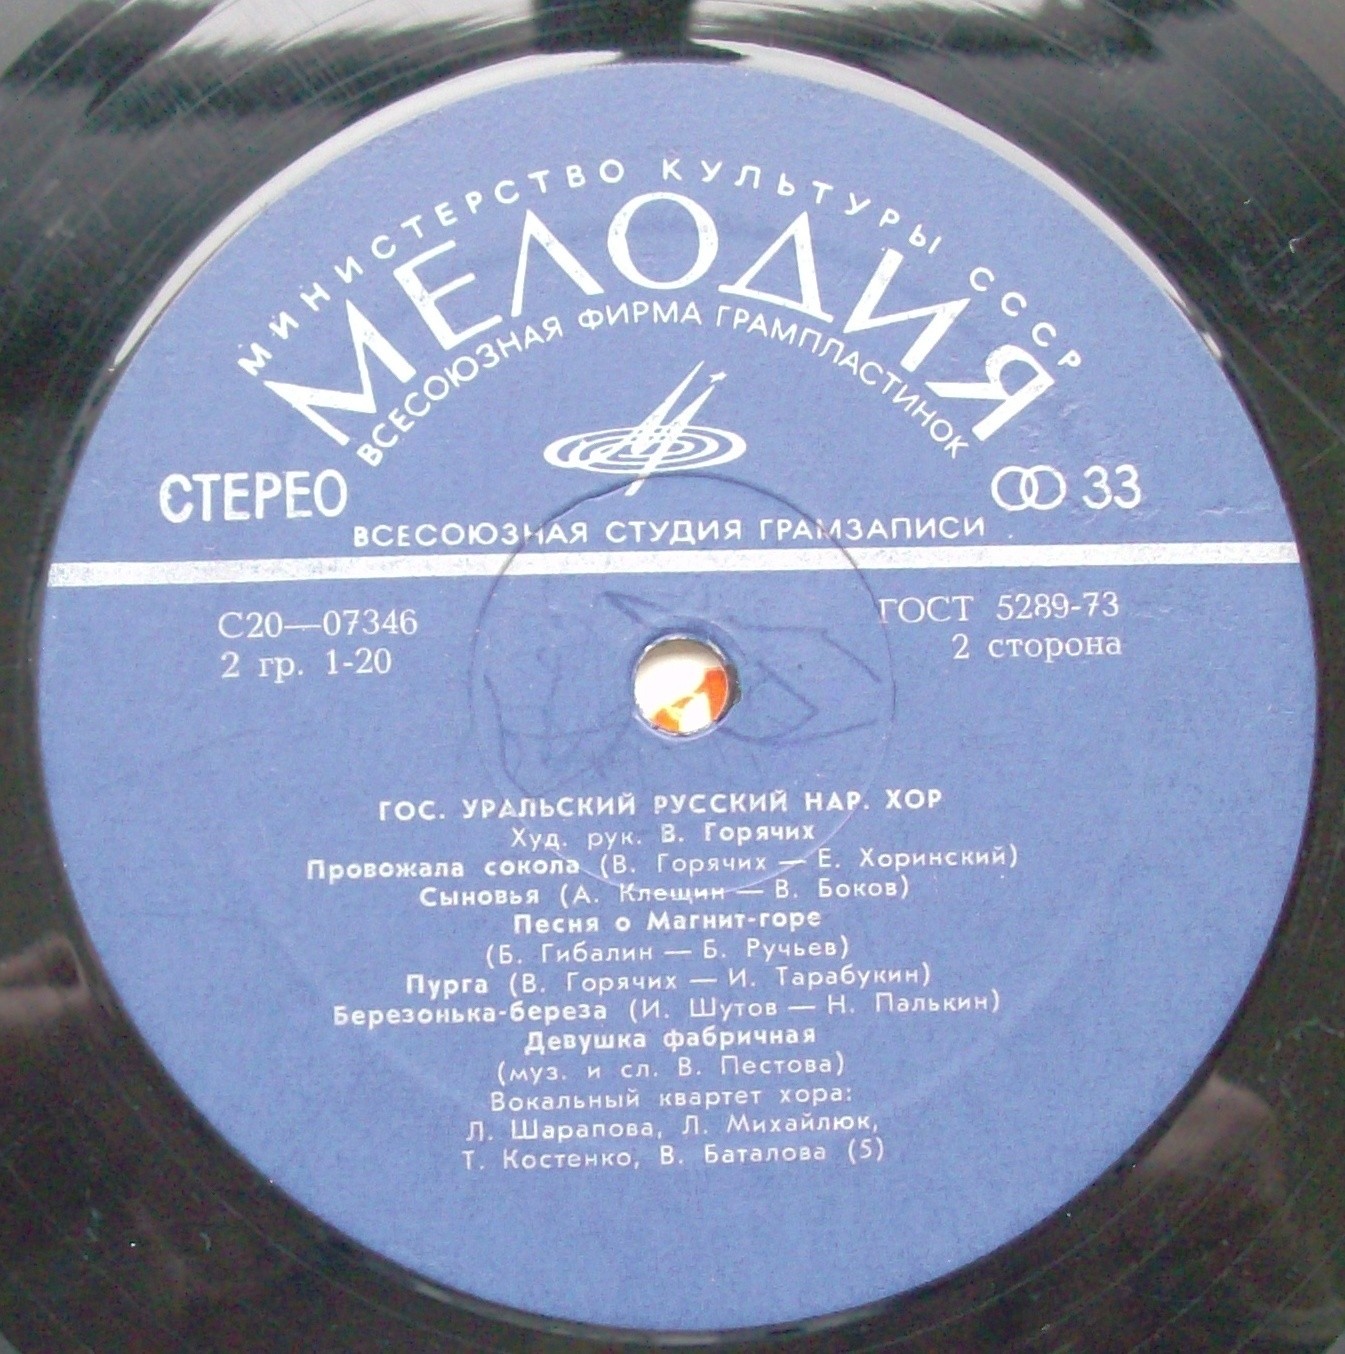 МИНИСТЕРСТВО КУЛЬТУРЫ СССР
МЕЛОДИЯ
ВСЕСОЮЗНАЯ ФИРМА ГРАМПЛАСТИНОК
СТЕРЕО
33
ВСЕСОЮЗНАЯ СТУДИЯ ГРАМЗАПИСИ
С20—07346
ГОСТ 5289-73
2 гр. 1-20
2 сторона
ГОС. УРАЛЬСКИЙ РУССКИЙ НАР. ХОР
Худ. рук. В. Горячих
Провожала сокола (В. Горячих — Е. Хоринский)
Сыновья (А. Клещин — В. Боков)
Песня о Магнит-горе
(Б. Гибалин — Б. Ручьев)
Пурга (В. Горячих — И. Тарабукин)
Березонька-береза (И. Шутов — Н. Палькин)
Девушка фабричная
(муз. и сл. В. Пестова)
Вокальный квартет хора:
Л. Шарапова, Л. Михайлюк,
Т. Костенко, В. Баталова (5)